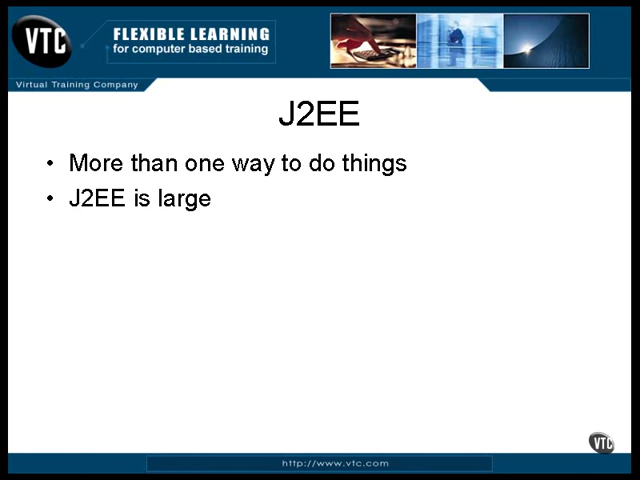 VTC
FLEXIBLE LEARNING
for computer based training
Virtual Training Company
J2EE
• More than one way to do things
• J2EE is large
VTC
http://www.vtc.com